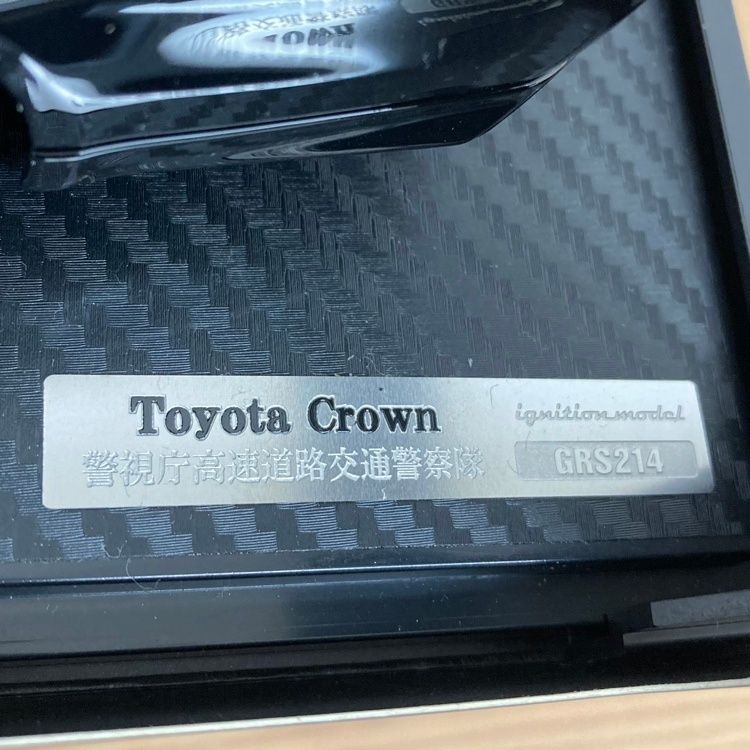 Toyota Crown
ignition model
警視庁高速道路交通警察隊
GRS214